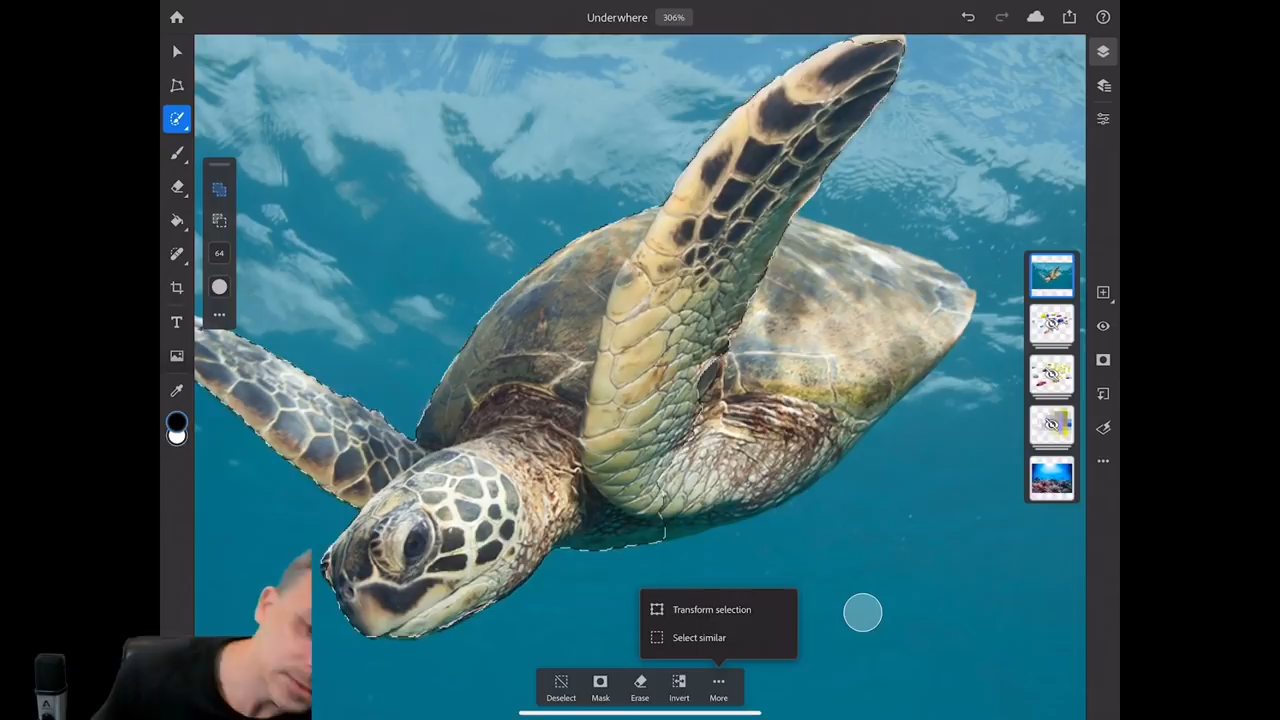 Underwhere 306%
64
T
Transform selection
Select similar
Deselect Mask Erase Invert More